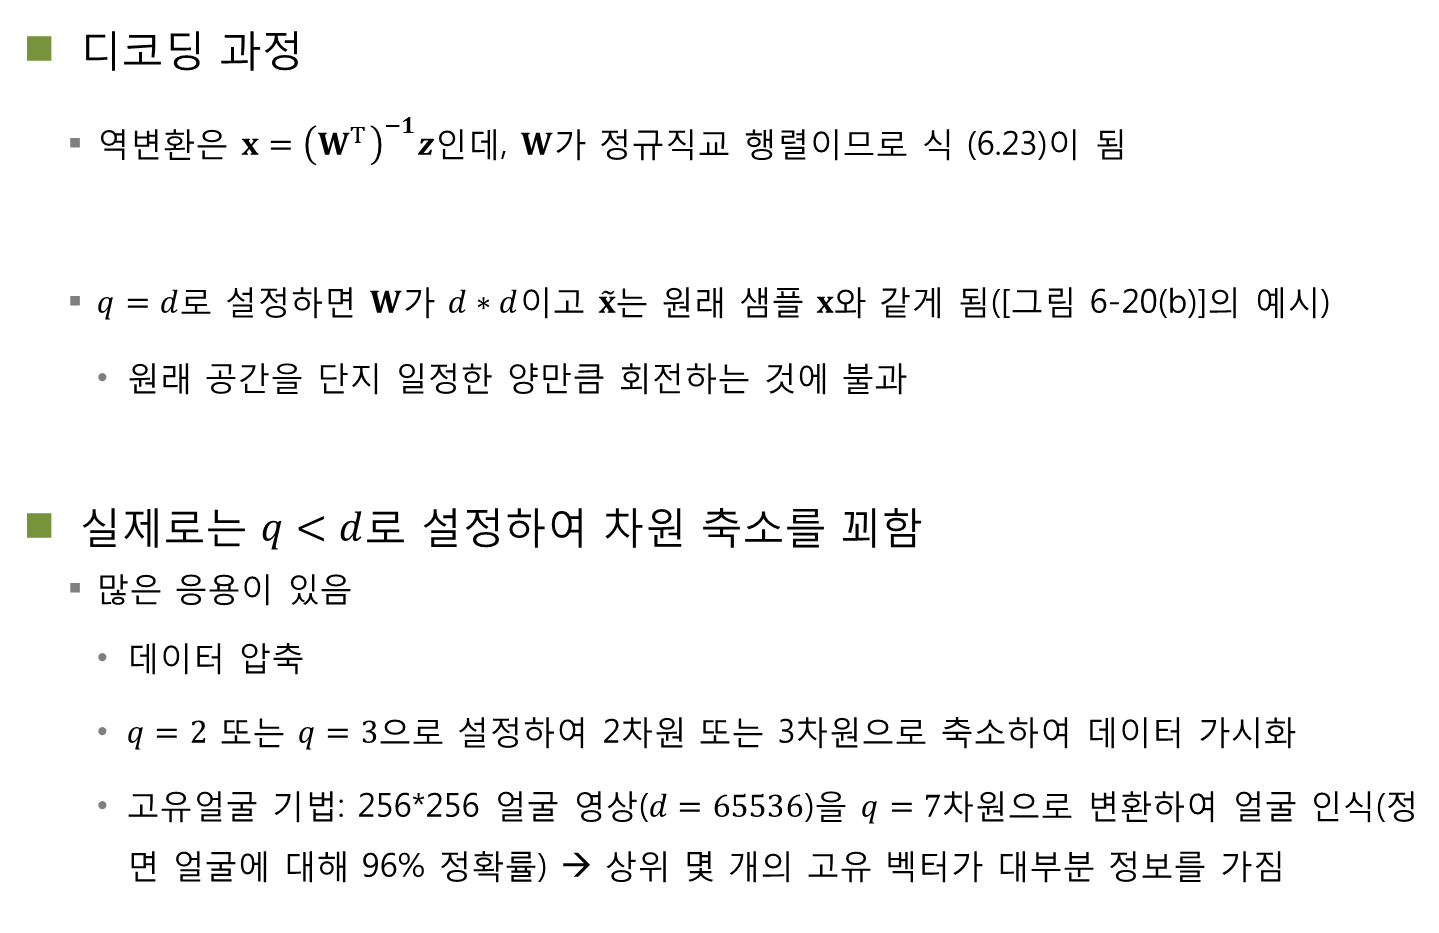 디코딩 과정
역변환은 𝐱 = (𝐖ᵀ)⁻¹𝒛인데, 𝐖가 정규직교 행렬이므로 식 (6.23)이 됨
𝑞 = 𝑑로 설정하면 𝐖가 𝑑 ∗ 𝑑이고 𝐱̃는 원래 샘플 𝐱와 같게 됨([그림 6-20(b)]의 예시)
원래 공간을 단지 일정한 양만큼 회전하는 것에 불과
실제로는 𝑞 < 𝑑로 설정하여 차원 축소를 꾀함
많은 응용이 있음
데이터 압축
𝑞 = 2 또는 𝑞 = 3으로 설정하여 2차원 또는 3차원으로 축소하여 데이터 가시화
고유얼굴 기법: 256*256 얼굴 영상(𝑑 = 65536)을 𝑞 = 7차원으로 변환하여 얼굴 인식(정
면 얼굴에 대해 96% 정확률) → 상위 몇 개의 고유 벡터가 대부분 정보를 가짐